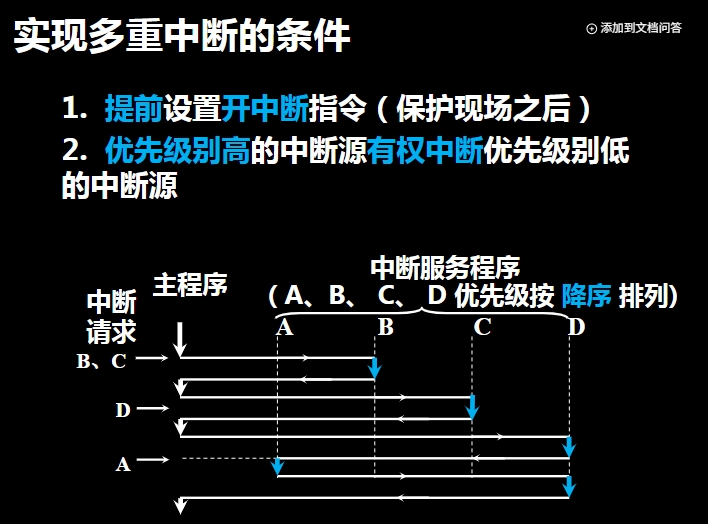 实现多重中断的条件
添加到文档问答
1. 提前设置开中断指令（保护现场之后）
2. 优先级别高的中断源有权中断优先级别低
的中断源
中断服务程序
主程序
（A、B、 C、 D 优先级按 降序 排列)
中断
请求
A B C D
B、C
D
A